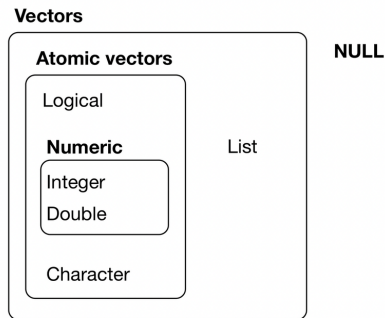 Vectors
NULL
Atomic vectors
Logical
Numeric
List
Integer
Double
Character